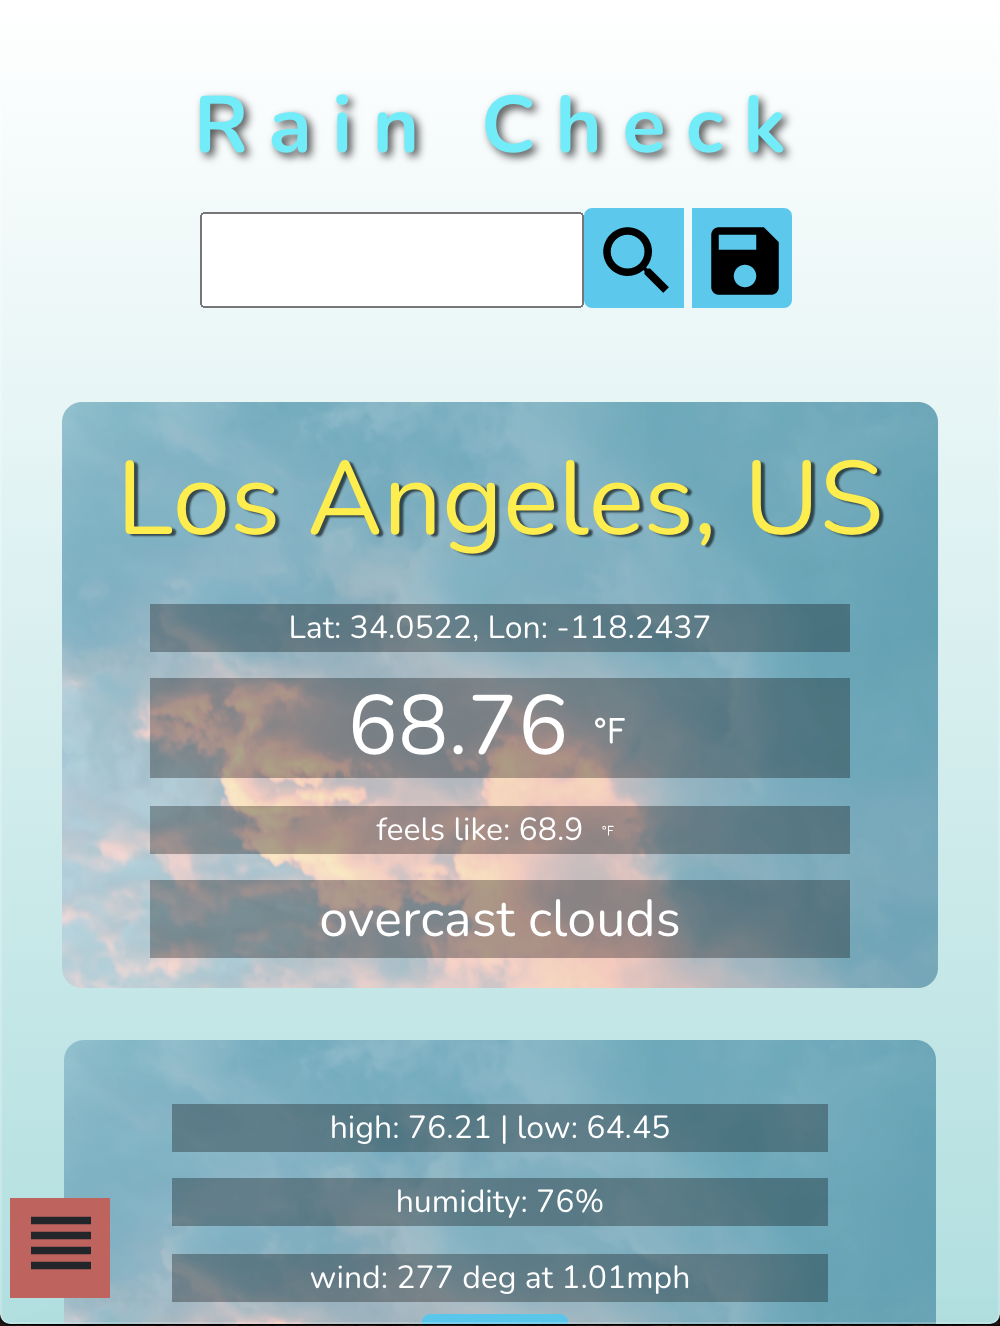 Rain Check
Los Angeles, US
Lat: 34.0522, Lon: -118.2437
68.76 °F
feels like: 68.9 °F
overcast clouds
high: 76.21 | low: 64.45
humidity: 76%
wind: 277 deg at 1.01mph